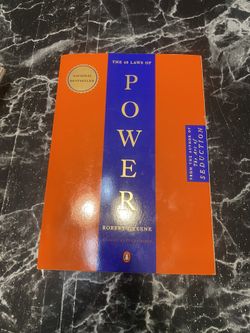 THE 48 LAWS OF
NATIONAL
BESTSELLER
POWER
ROBERT GREENE
FROM THE AUTHOR OF
The Art of
SEDUCTION